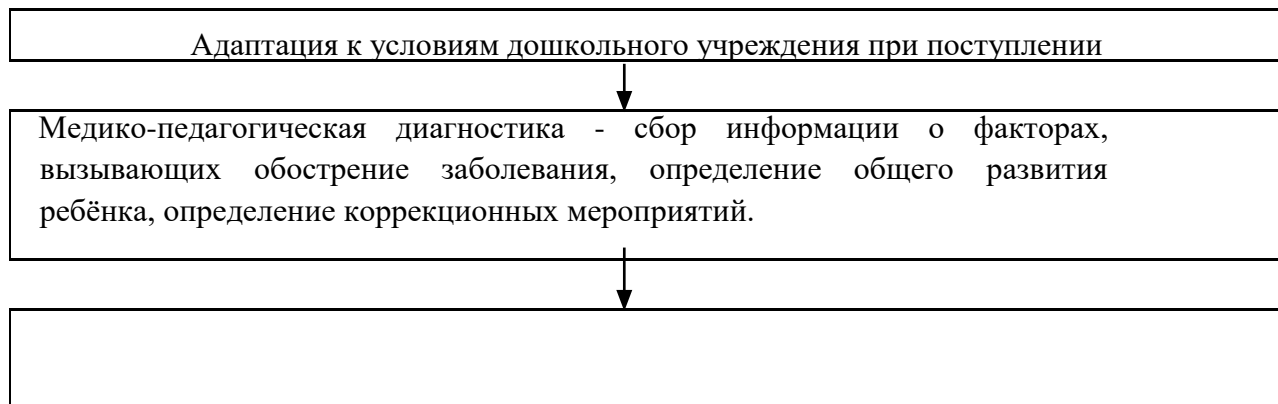 Адаптация к условиям дошкольного учреждения при поступлении
Медико-педагогическая диагностика - сбор информации о факторах,
вызывающих обострение заболевания, определение общего развития
ребёнка, определение коррекционных мероприятий.